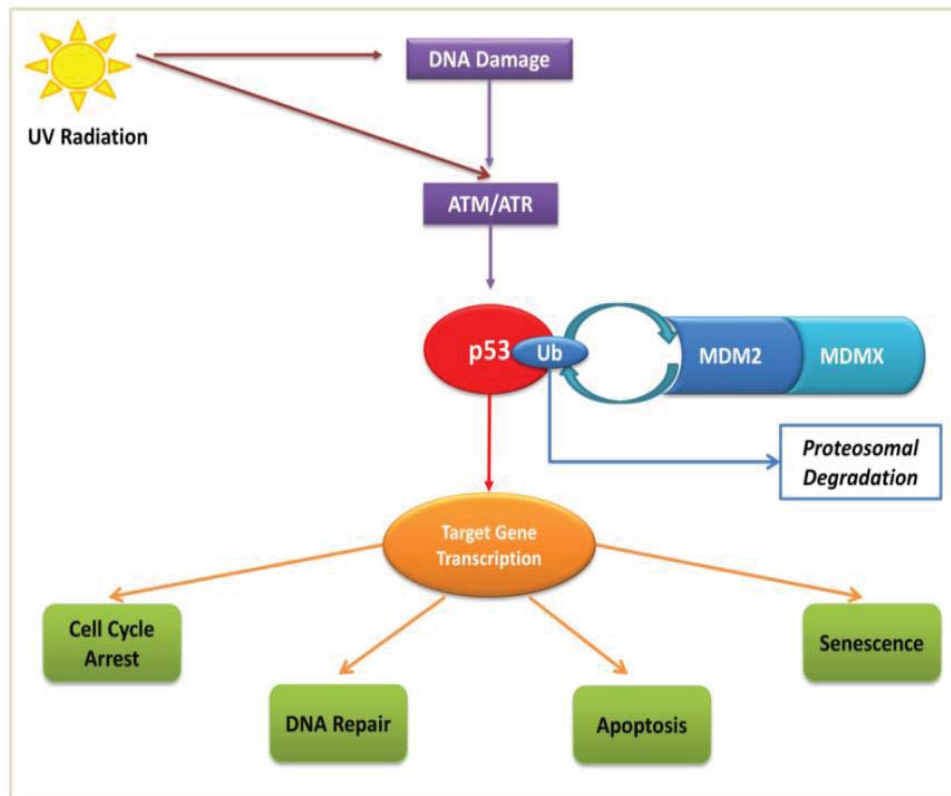 DNA Damage
UV Radiation
ATM/ATR
p53
Ub
MDM2
MDMX
Proteosomal
Degradation
Target Gene
Transcription
Cell Cycle
Arrest
Senescence
DNA Repair
Apoptosis